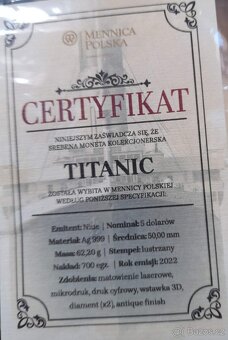 MENNICA
POLSKA
CERTYFIKAT
NINIEJSZYM ZAŚWIADCZA SIĘ, ŻE
SREBRNA MONETA KOLEKCJONERSKA
TITANIC
ZOSTAŁA WYBITA W MENNICY POLSKIEJ
WEDŁUG PONIŻSZEJ SPECYFIKACJI:
Emitent: Niue | Nominał: 5 dolarów
Materiał: Ag 999 | Średnica: 50,00 mm
Masa: 62,20 g | Stempel: lustrzany
Nakład: 700 egz. | Rok emisji: 2022
Zdobienia: matowienie laserowe,
mikrodruk, druk cyfrowy, wstawka 3D,
diament (x2), antique finish